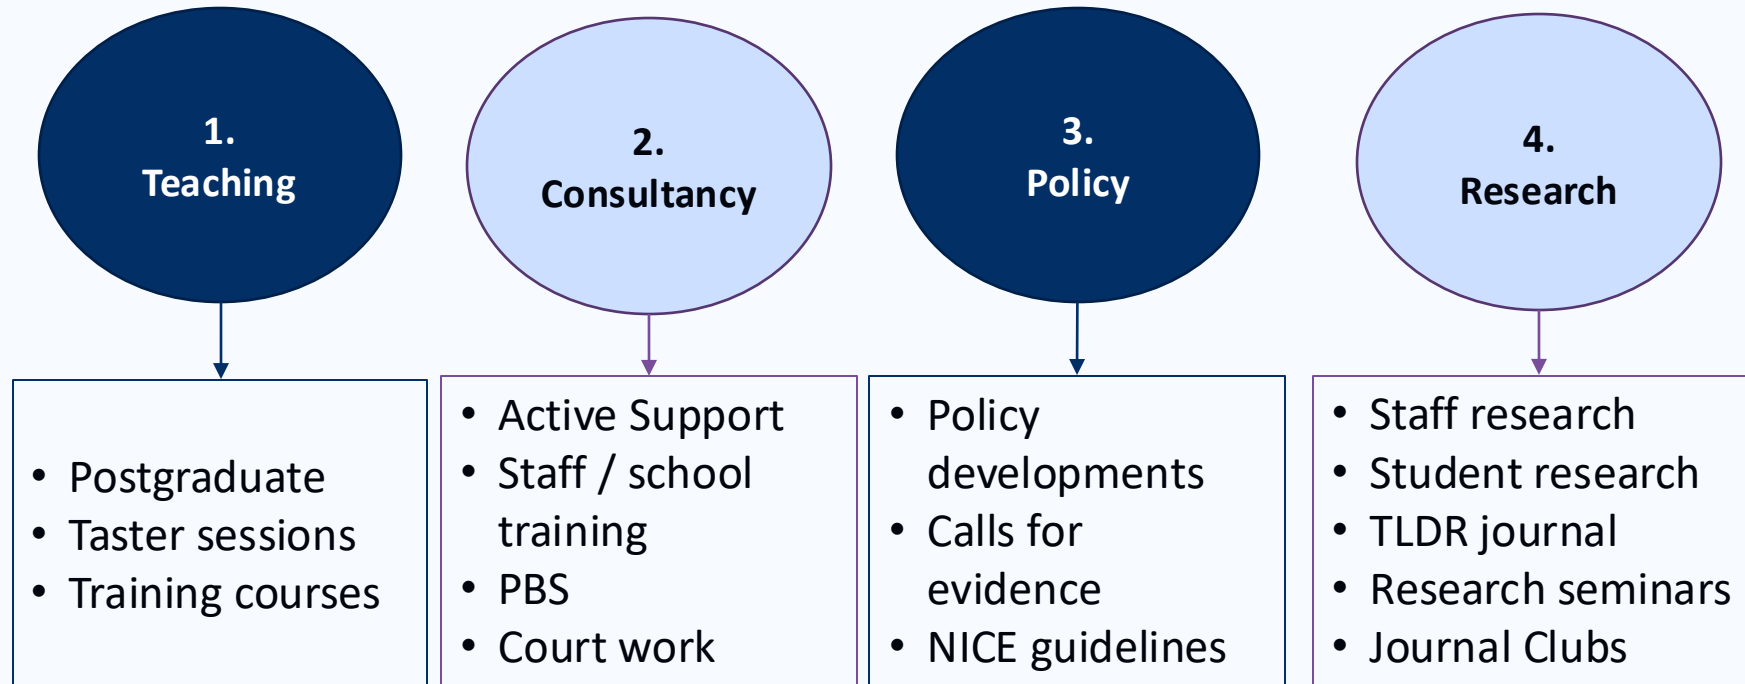 1.
Teaching
2.
Consultancy
3.
Policy
4.
Research
• Postgraduate
• Taster sessions
• Training courses
• Active Support
• Staff / school
training
• PBS
• Court work
• Policy
developments
• Calls for
evidence
• NICE guidelines
• Staff research
• Student research
• TLDR journal
• Research seminars
• Journal Clubs